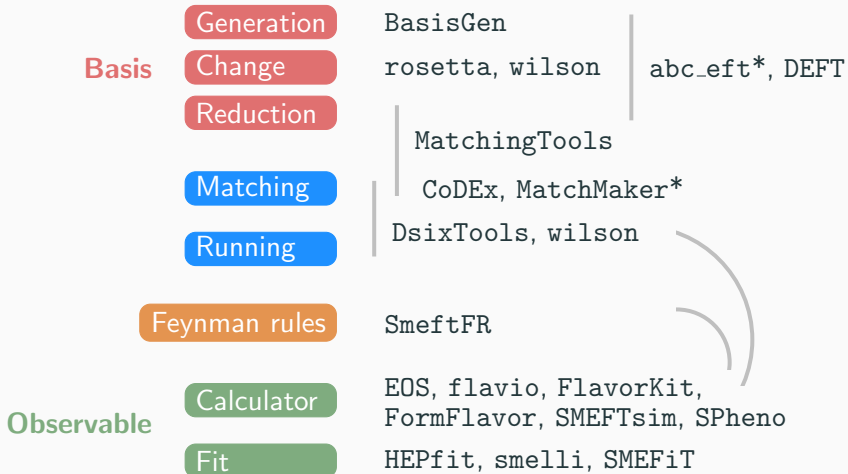 Generation BasisGen
Basis Change rosetta, wilson abc_eft*, DEFT
Reduction
MatchingTools
Matching CoDEx, MatchMaker*
DsixTools, wilson
Running
Feynman rules SmeftFR
Calculator EOS, flavio, FlavorKit,
Observable FormFlavor, SMEFTsim, SPheno
Fit HEPfit, smelli, SMEFiT